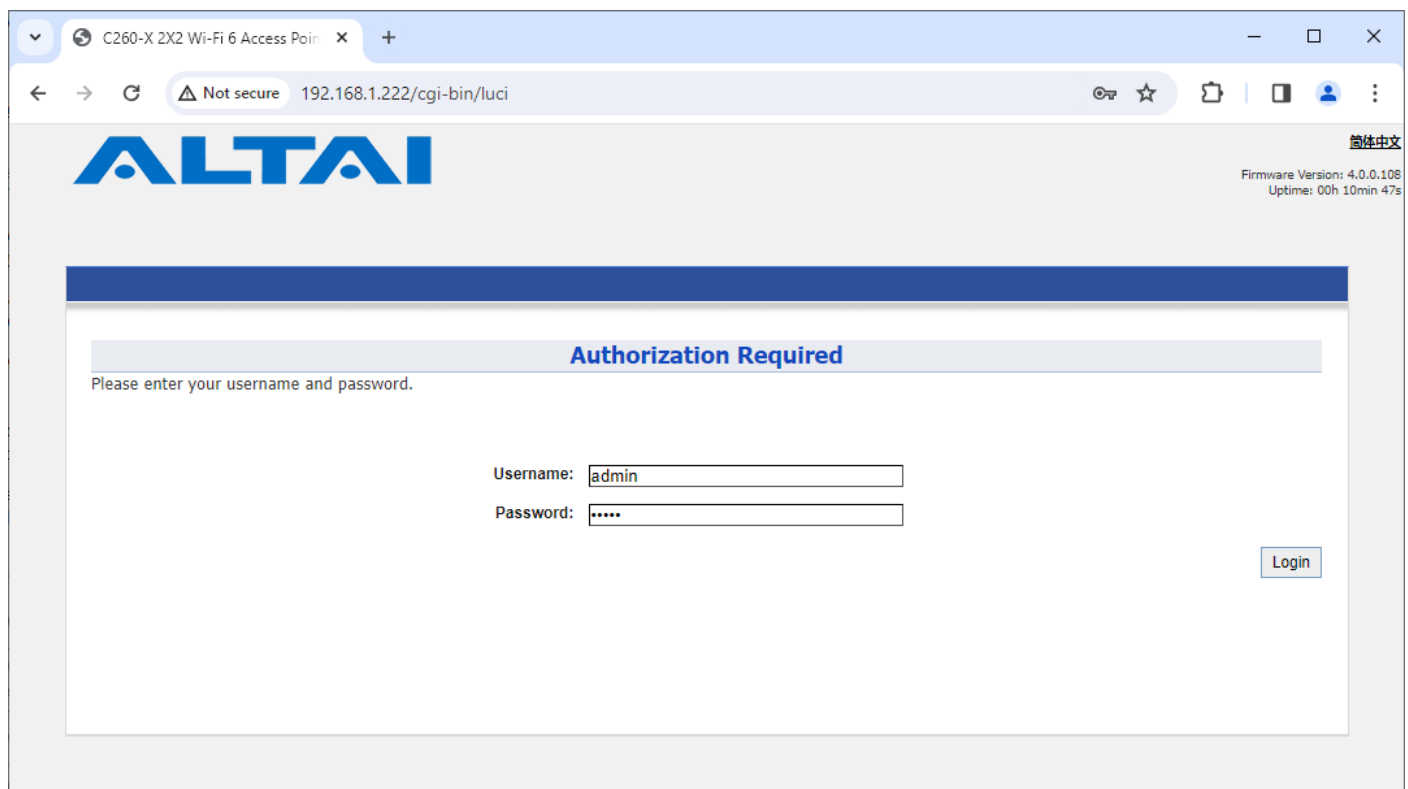 C260-X 2X2 Wi-Fi 6 Access Poin
Not secure 192.168.1.222/cgi-bin/luci
ALTAI
简体中文
Firmware Version: 4.0.0.108
Uptime: 00h 10min 47s
Authorization Required
Please enter your username and password.
Username: admin
Password: •••••
Login